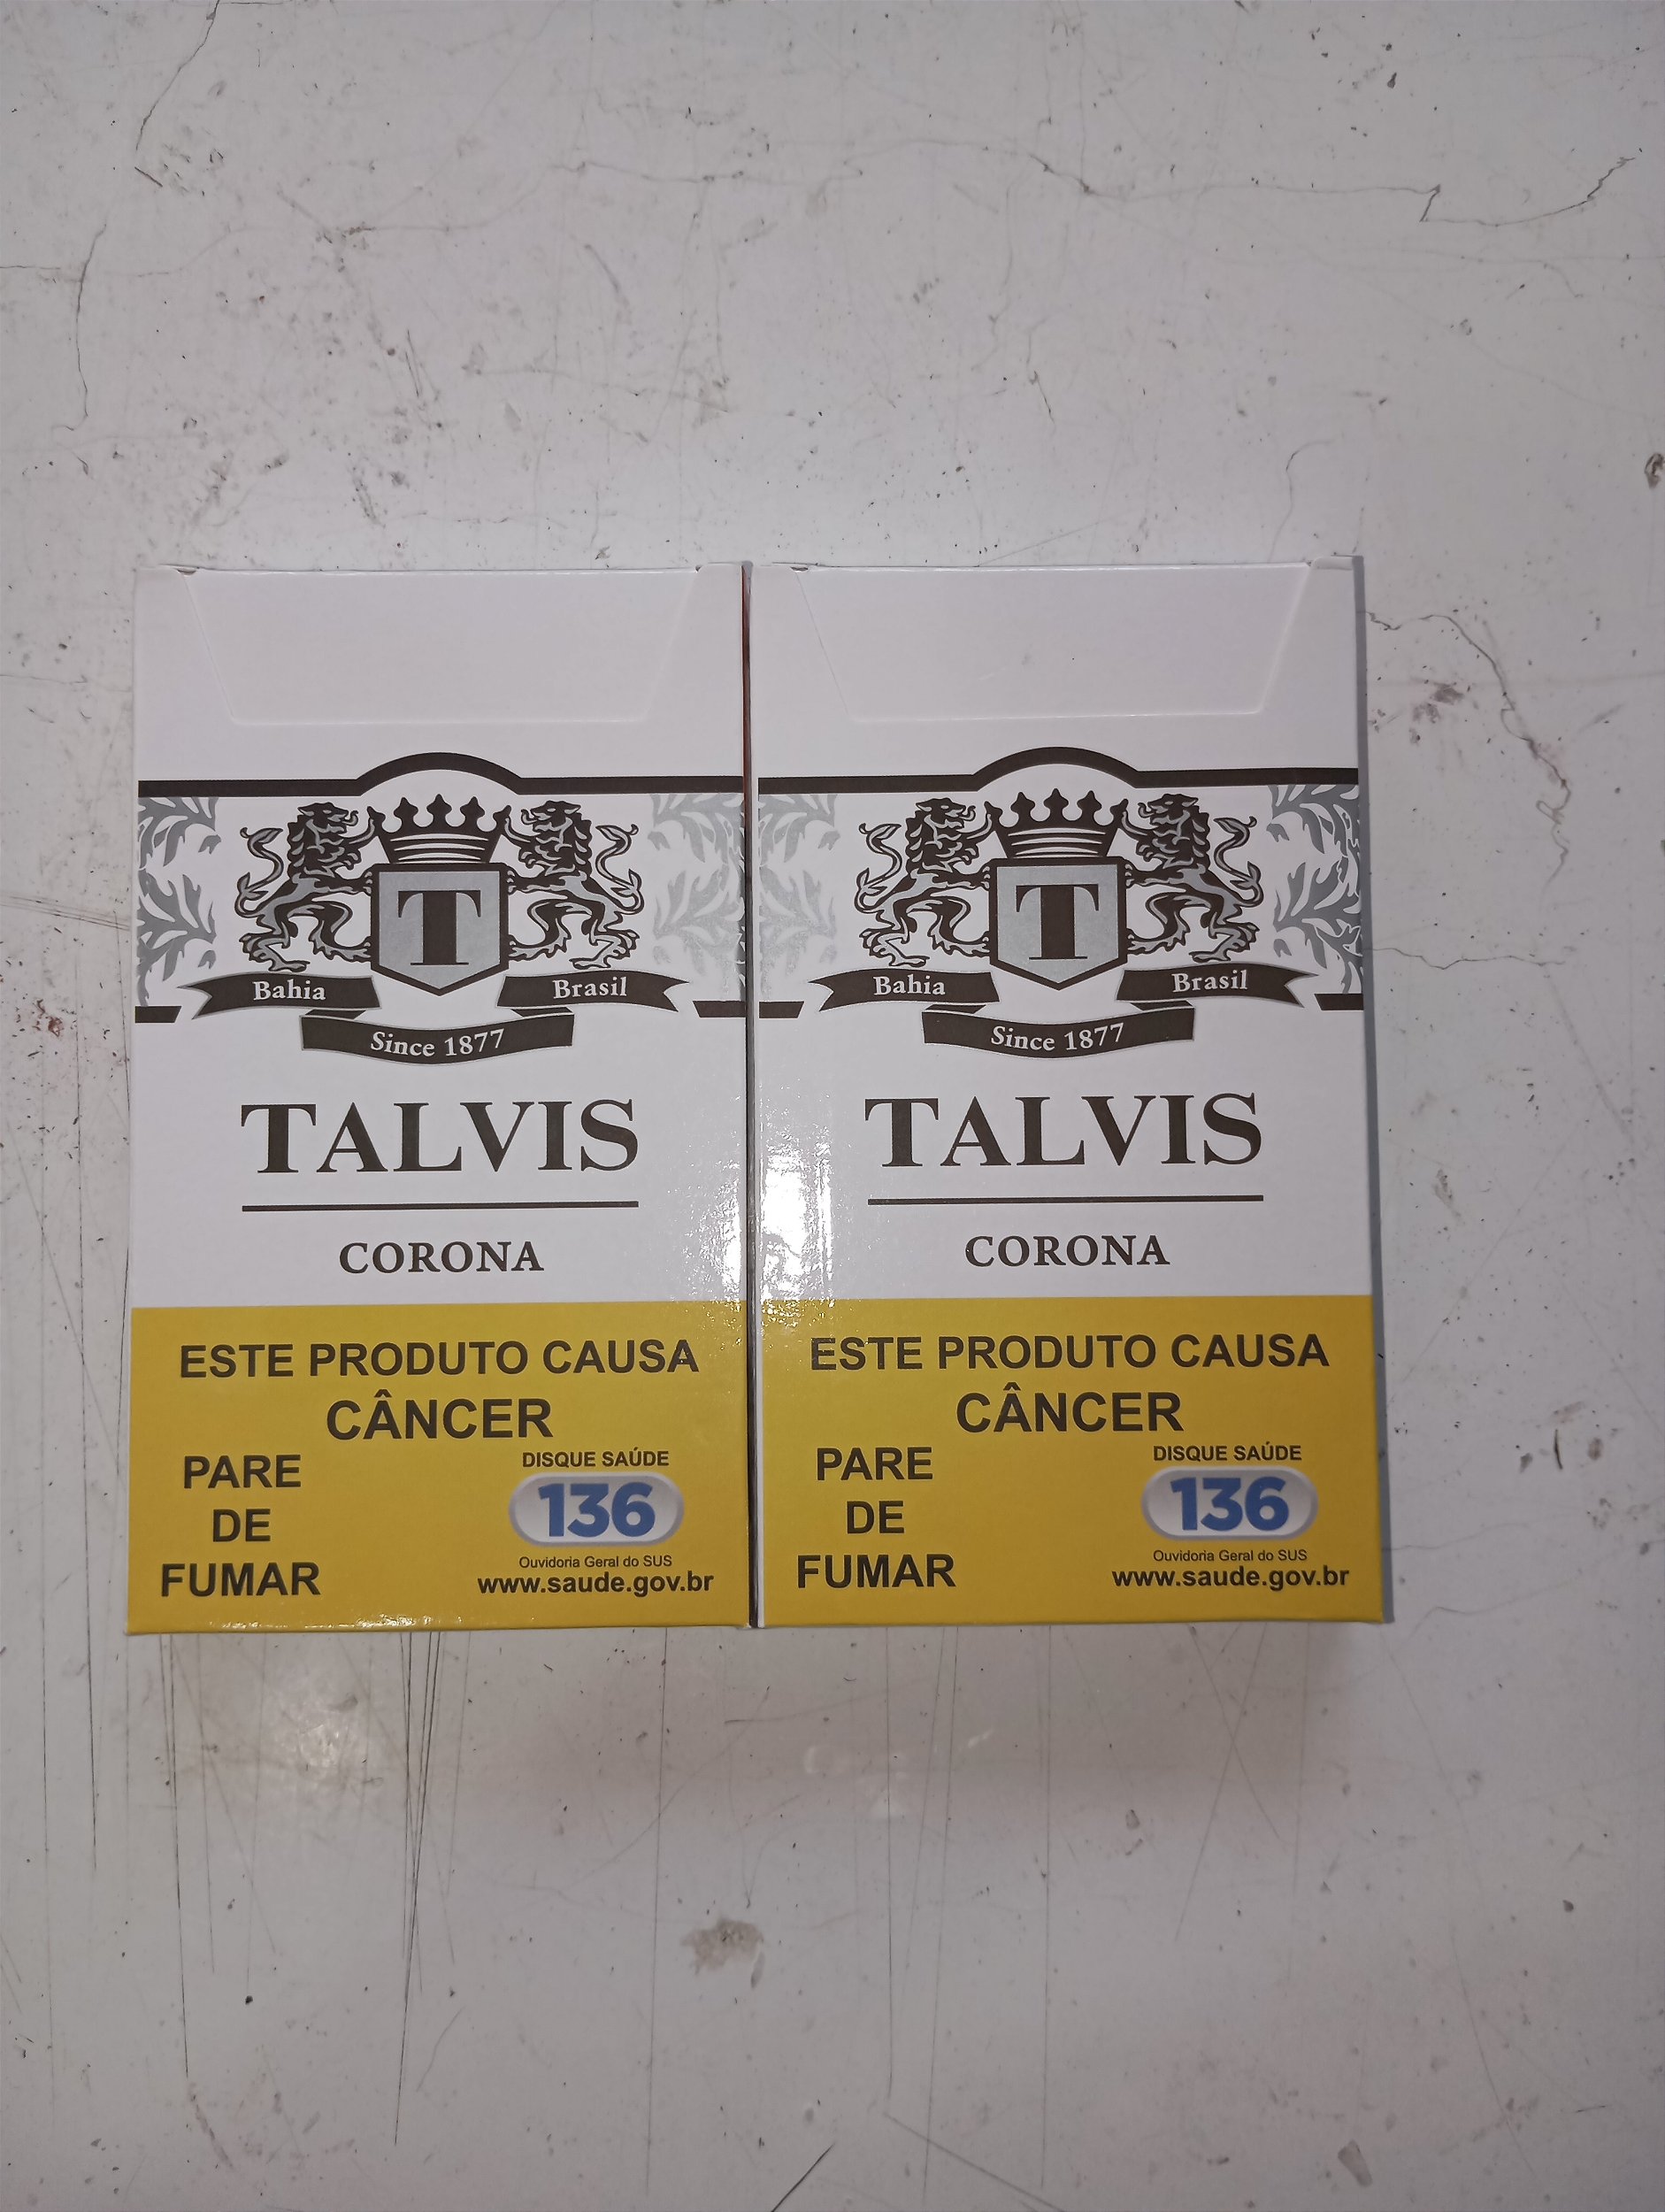 T
Bahia Brasil
Since 1877
TALVIS
CORONA
ESTE PRODUTO CAUSA
CÂNCER
PARE
DE
FUMAR
DISQUE SAÚDE
136
Ouvidoria Geral do SUS
www.saude.gov.br
T
Bahia Brasil
Since 1877
TALVIS
CORONA
ESTE PRODUTO CAUSA
CÂNCER
PARE
DE
FUMAR
DISQUE SAÚDE
136
Ouvidoria Geral do SUS
www.saude.gov.br